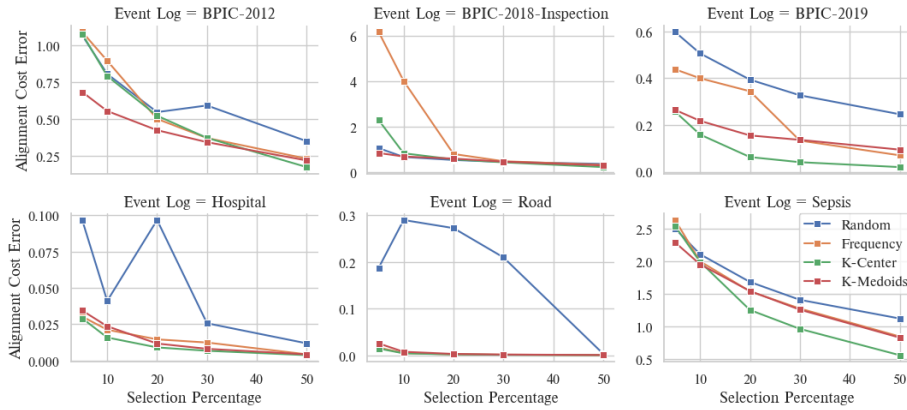 Event Log = BPIC-2012
Event Log = BPIC-2018-Inspection
Event Log = BPIC-2019
Alignment Cost Error
1.00
0.75
0.50
0.25
6
4
2
0
0.6
0.4
0.2
0.0
Event Log = Hospital
Event Log = Road
Event Log = Sepsis
Alignment Cost Error
0.100
0.075
0.050
0.025
0.000
0.3
0.2
0.1
0.0
2.5
2.0
1.5
1.0
0.5
Random
Frequency
K-Center
K-Medoids
10 20 30 40 50
10 20 30 40 50
10 20 30 40 50
Selection Percentage
Selection Percentage
Selection Percentage